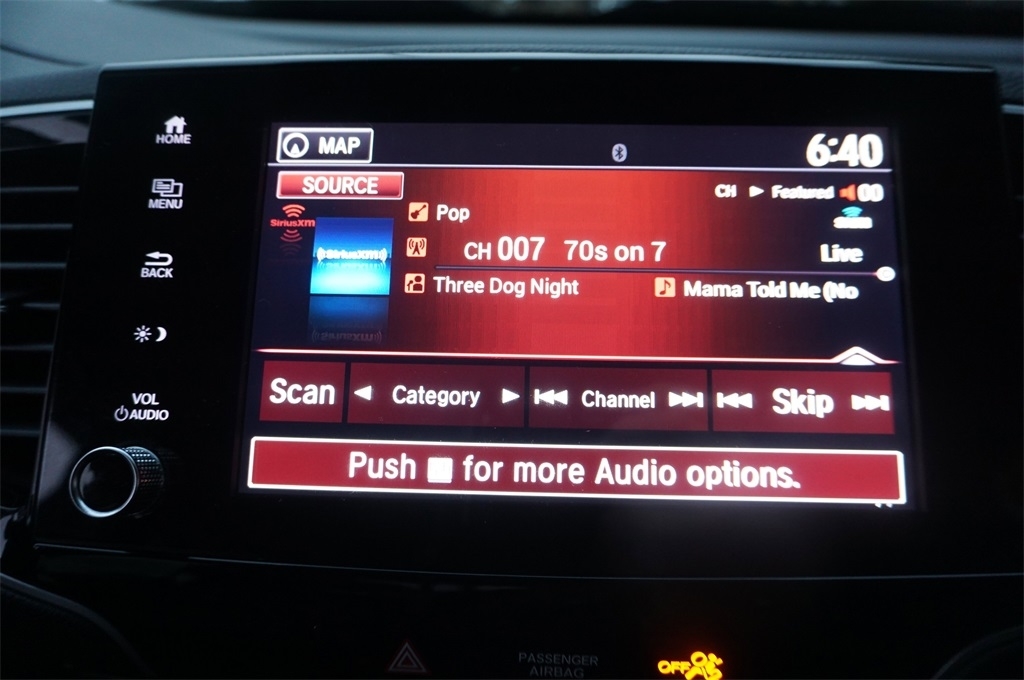 HOME
MENU
BACK
VOL
AUDIO
MAP
6:40
SOURCE
CH ▶ Featured 00
SiriusXM
SiriusXM
Pop
CH 007 70s on 7
Live
Three Dog Night
Mama Told Me (No
Scan
Category
Channel
Skip
Push for more Audio options.
PASSENGER
AIRBAG
OFF